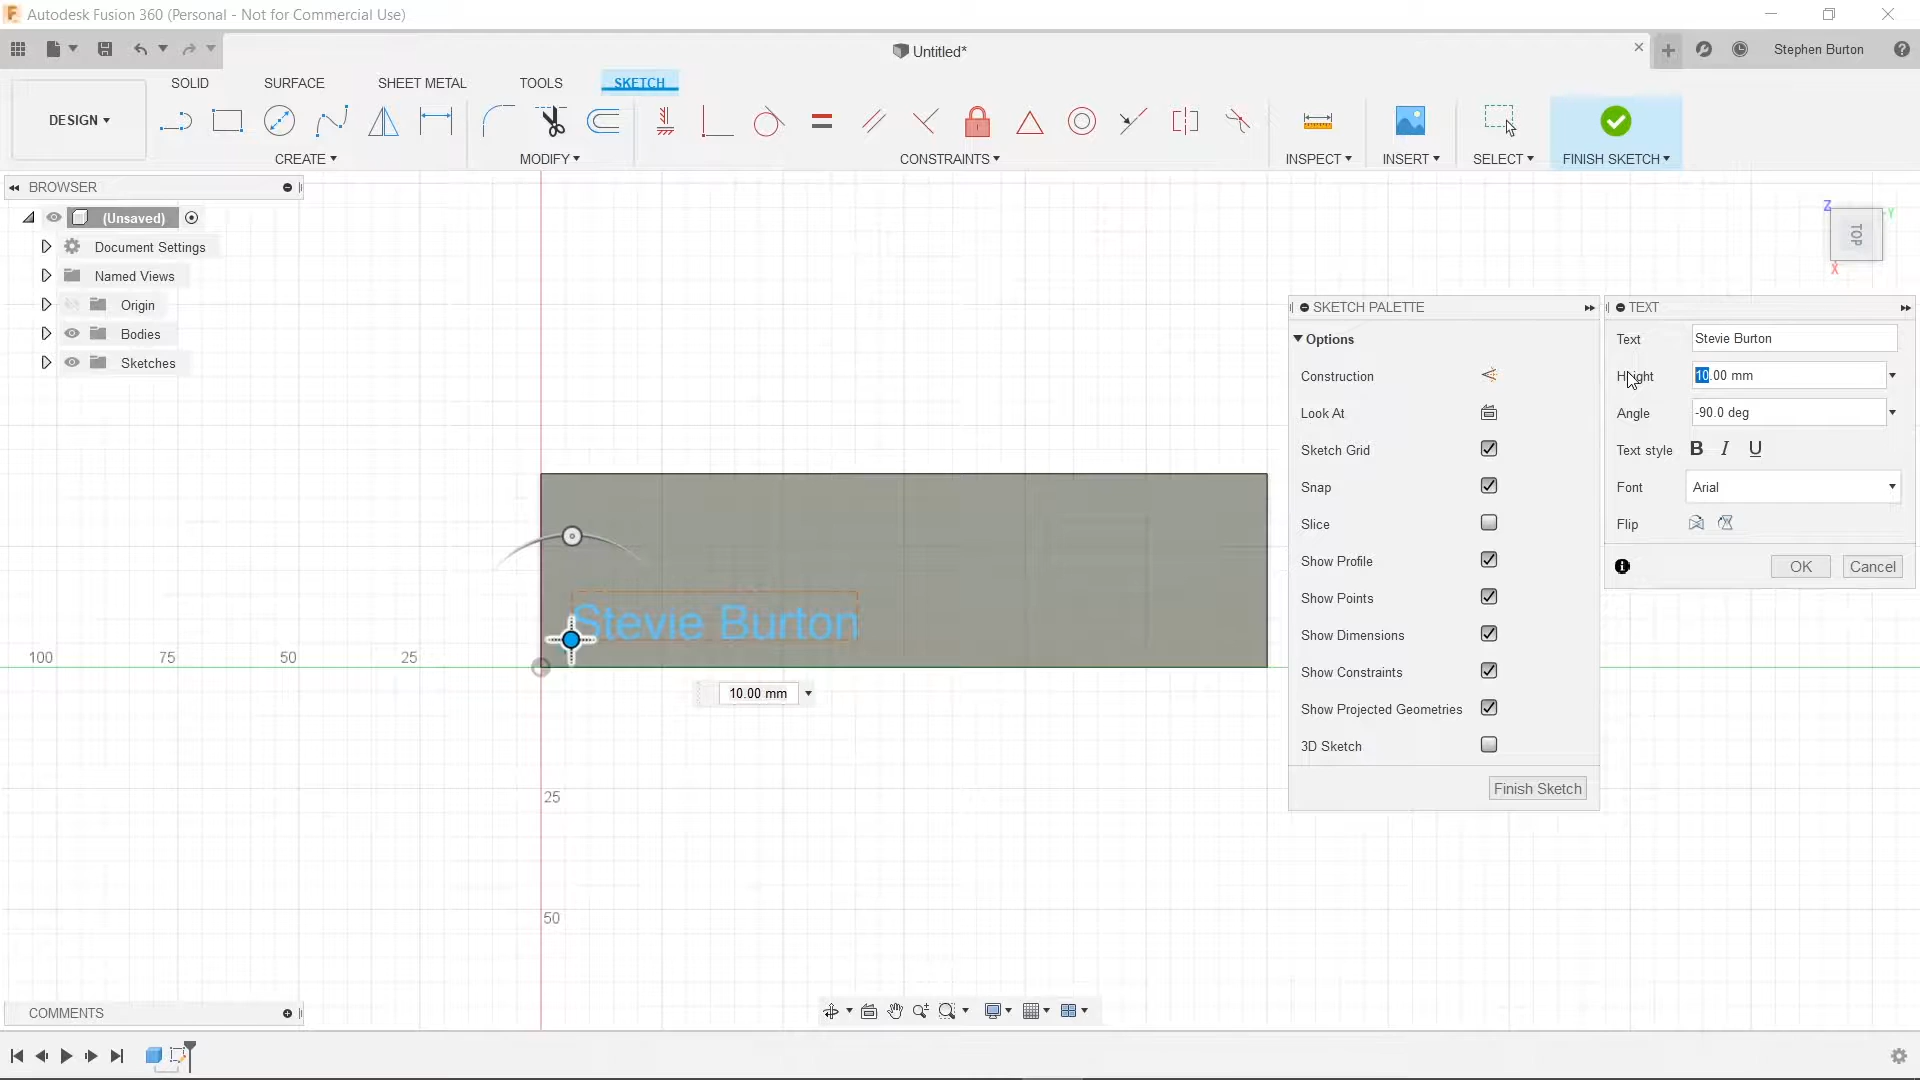 Autodesk Fusion 360 (Personal - Not for Commercial Use)
Untitled*
Stephen Burton
SOLID
SURFACE
SHEET METAL
TOOLS
SKETCH
DESIGN
CREATE
MODIFY
CONSTRAINTS
INSPECT
INSERT
SELECT
FINISH SKETCH
BROWSER
(Unsaved)
Document Settings
Named Views
Origin
Bodies
Sketches
Z
Y
TOP
X
SKETCH PALETTE
Options
Construction
Look At
Sketch Grid
Snap
Slice
Show Profile
Show Points
Show Dimensions
Show Constraints
Show Projected Geometries
3D Sketch
Finish Sketch
TEXT
Text Stevie Burton
Height 10.00 mm
Angle -90.0 deg
Text style B I U
Font Arial
Flip
OK Cancel
Stevie Burton
100 75 50 25
10.00 mm
25
50
COMMENTS